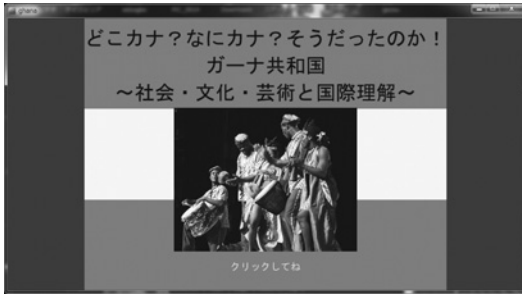 ghana
どこカナ？なにカナ？そうだったのか！
ガーナ共和国
～社会・文化・芸術と国際理解～
クリックしてね